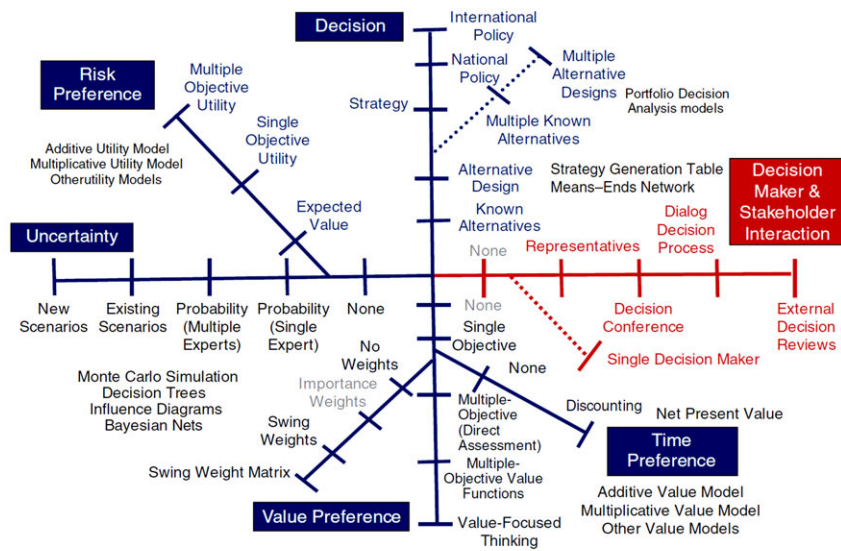 Decision
International
Policy
National
Policy
Multiple
Alternative
Designs
Portfolio Decision
Analysis models
Risk
Preference
Multiple
Objective
Utility
Strategy
Multiple Known
Alternatives
Additive Utility Model
Multiplicative Utility Model
Otherutility Models
Single
Objective
Utility
Alternative
Design
Strategy Generation Table
Means–Ends Network
Decision
Maker &
Stakeholder
Interaction
Expected
Value
Known
Alternatives
Dialog
Decision
Process
Uncertainty
None
Representatives
New
Scenarios
Existing
Scenarios
Probability
(Multiple
Experts)
Probability
(Single
Expert)
None
None
Single
Objective
Decision
Conference
External
Decision
Reviews
Single Decision Maker
No
Weights
None
Monte Carlo Simulation
Decision Trees
Influence Diagrams
Bayesian Nets
Importance
Weights
Multiple-
Objective
(Direct
Assessment)
Discounting
Net Present Value
Swing
Weights
Time
Preference
Swing Weight Matrix
Multiple-
Objective Value
Functions
Additive Value Model
Multiplicative Value Model
Other Value Models
Value Preference
Value-Focused
Thinking